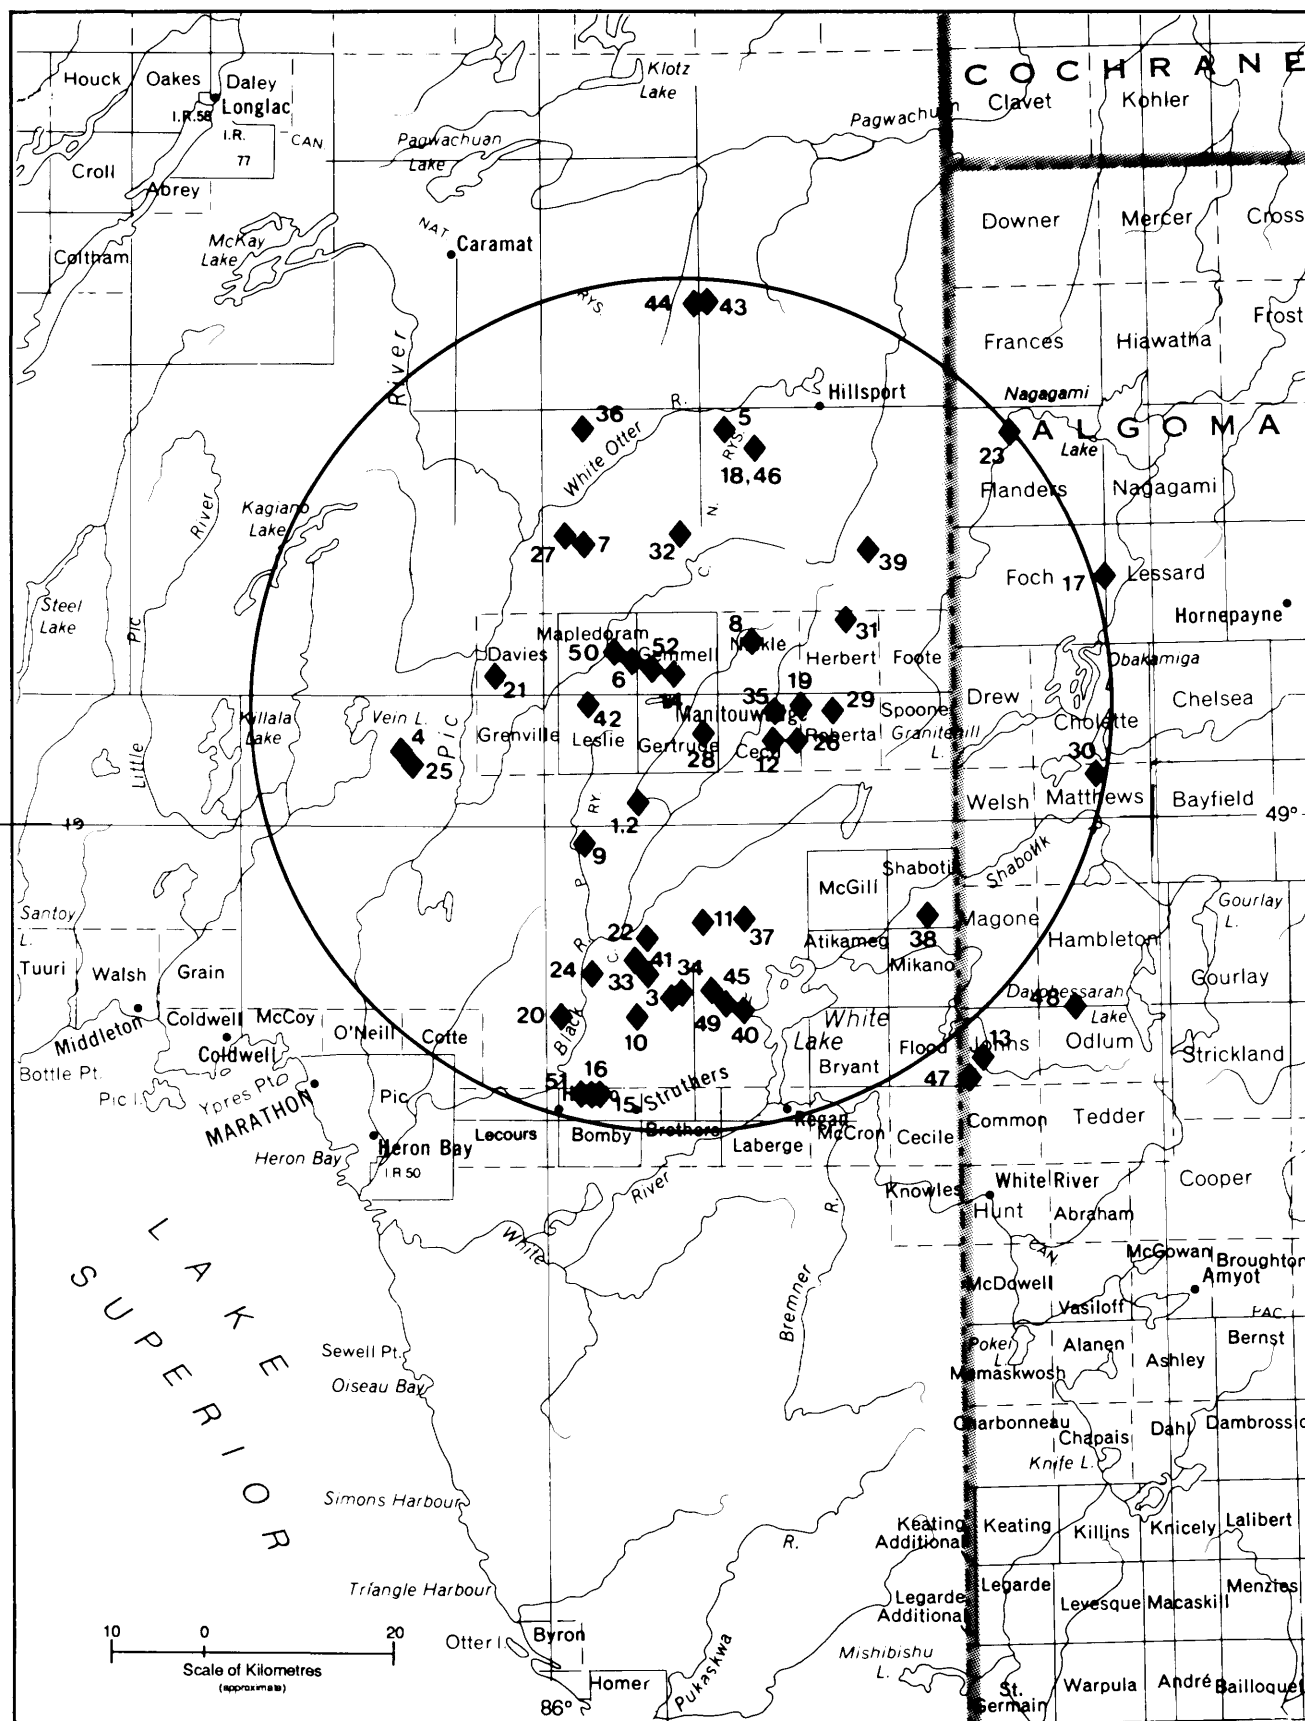 COCHRANE
Houck
Oakes
Daley
Longlac
I.R.58
I.R.
77
CAN.
Klotz
Lake
Clavet
Kohler
Pagwachuan
Pagwachuan
Lake
Croll
Abrey
McKay
Lake
NAT.
Caramat
Downer
Mercer
Cross
Coltham
RYS.
44
43
River
Frances
Hiawatha
Frost
Hillsport
R.
Nagagami
Lake
ALGOMA
36
5
RYS.
White Otter
18,46
23
Flanders
Nagagami
River
Kagiano
Lake
N.
27
7
32
39
C.
Foch
17
Lessard
Hornepayne
Steel
Lake
Pic
Mapledoram
50
52
Gemmell
8
31
Herbert
Foote
Obakamiga
Davies
21
6
14
35
19
29
Drew
Chelsea
Killala
Lake
Vein L.
42
Manitouwadge
Spooner
Cholette
4
Pic
Grenville
Leslie
Gertrude
28
Cecil
12
26
Roberta
Granitehill
L.
30
25
Little
RY.
1,2
Welsh
Matthews
Bayfield
49
49°
9
P.
McGill
Shabotik
Shabotik
Santoy
L.
22
11
37
Atikameg
38
Magone
Gourlay
L.
Hambleton
Tuuri
Walsh
Grain
R.
24
C.
41
33
34
45
Mikano
Gourlay
3
Dayohessarah
Lake
48
20
Black
10
49
40
White
Lake
Middleton
Coldwell
McCoy
O'Neill
Cotte
Coldwell
Bryant
Flood
Johns
13
Odlum
Strickland
Bottle Pt.
Pic I.
Ypres Pt.
MARATHON
Pic
51
16
15
Struthers
47
Regan
Common
Tedder
Heron Bay
Heron Bay
I.R 50
Lecours
Bomby
Brothers
Laberge
McCron
Cecile
Knowles
White River
Cooper
River
R.
Hunt
Abraham
White
CAN.
McGowan
Broughton
Amyot
LAKE
SUPERIOR
McDowell
Vasiloff
PAC.
Bremner
Pokei
L.
Alanen
Ashley
Bernst
Sewell Pt.
Oiseau Bay
Mamaskwosh
Charbonneau
Chapais
Dahl
Knife L.
Simons Harbour
R.
Keating
Additional
Keating
Killins
Knicely
Lalibert
Triangle Harbour
Legarde
Additional
Legarde
Levesque
Macaskill
Menzies
10 0 20
Scale of Kilometres
(approximate)
Otter I.
Byron
Homer
86°
Pukaskwa
Mishibishu
L.
St.
Germain
Warpula
André